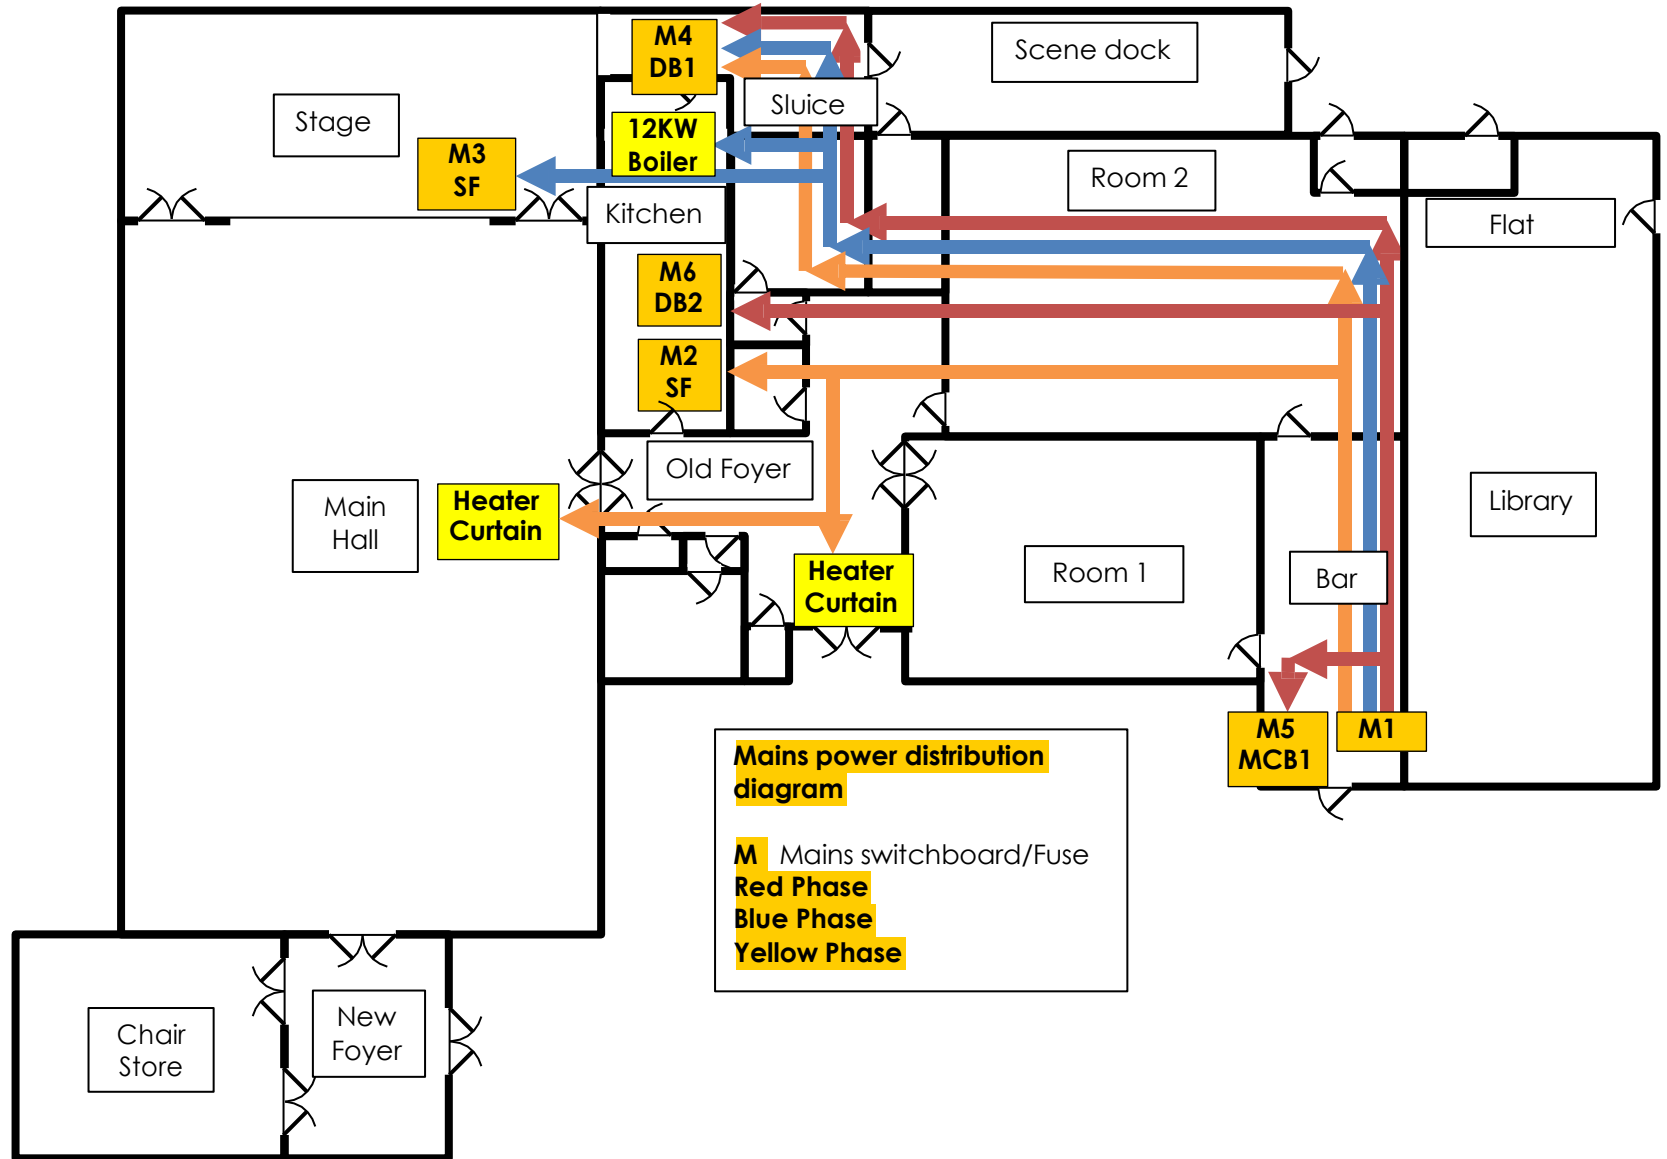 M4
DB1
Scene dock
Stage
Sluice
12KW
Boiler
M3
SF
Room 2
Kitchen
Flat
M6
DB2
M2
SF
Old Foyer
Main
Hall
Heater
Curtain
Library
Heater
Curtain
Room 1
Bar
M5
MCB1
M1
Mains power distribution
diagram
M Mains switchboard/Fuse
Red Phase
Blue Phase
Yellow Phase
Chair
Store
New
Foyer